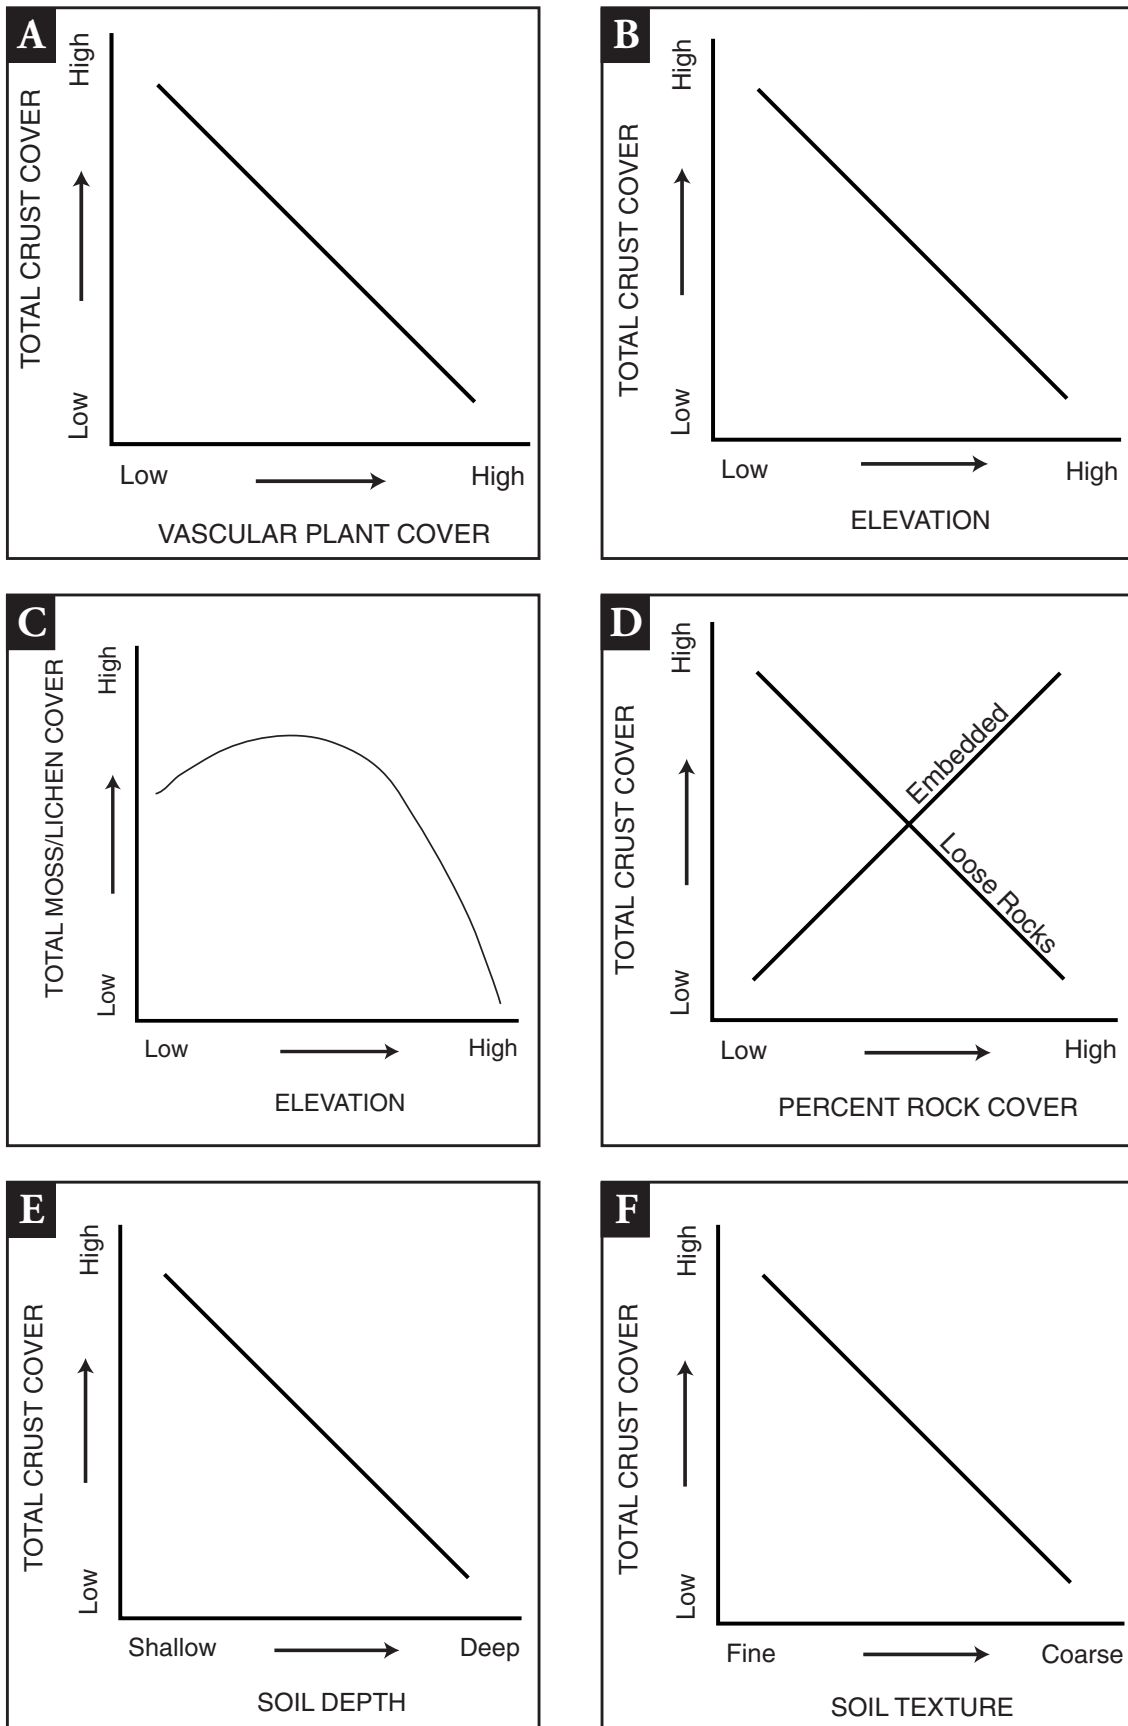 A
TOTAL CRUST COVER
High
Low
Low
High
VASCULAR PLANT COVER
B
TOTAL CRUST COVER
High
Low
Low
High
ELEVATION
C
TOTAL MOSS/LICHEN COVER
High
Low
Low
High
ELEVATION
D
TOTAL CRUST COVER
High
Low
Embedded
Loose Rocks
Low
High
PERCENT ROCK COVER
E
TOTAL CRUST COVER
High
Low
Shallow
Deep
SOIL DEPTH
F
TOTAL CRUST COVER
High
Low
Fine
Coarse
SOIL TEXTURE